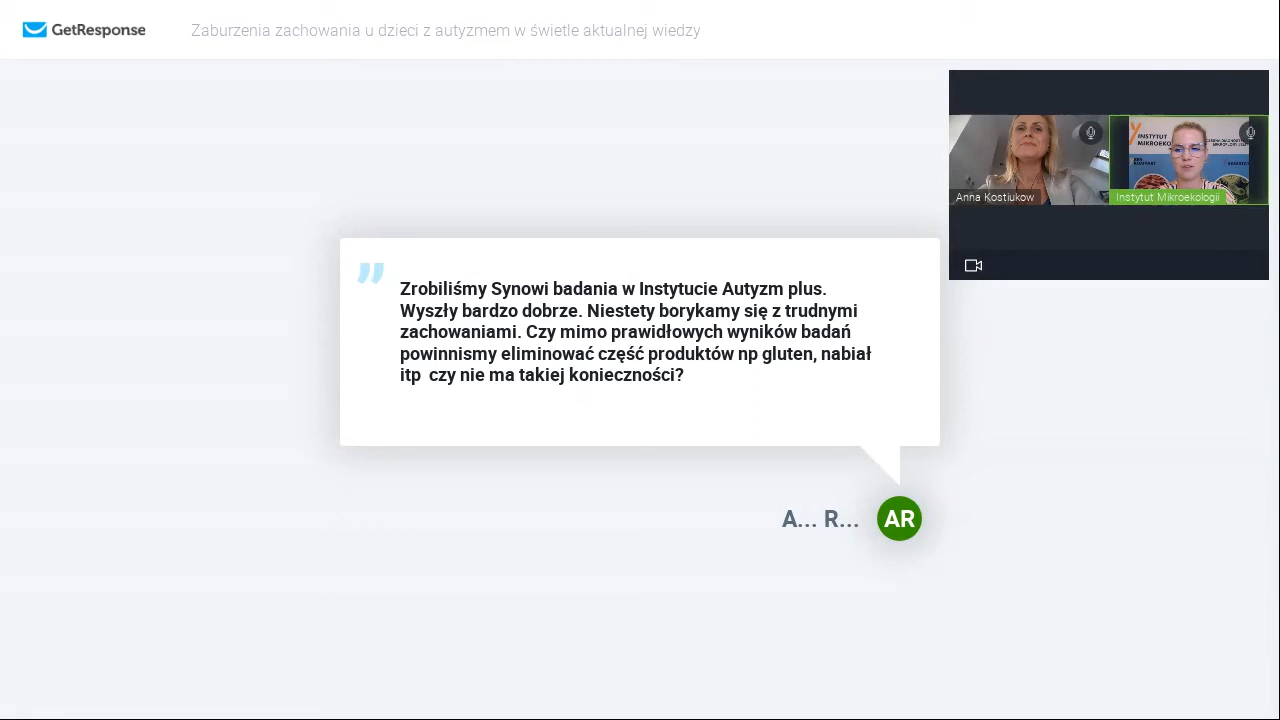 GetResponse
Zaburzenia zachowania u dzieci z autyzmem w świetle aktualnej wiedzy
INSTYTUT
Anna Kostiukow
Instytut Mikroekologii
Zrobiliśmy Synowi badania w Instytucie Autyzm plus.
Wyszły bardzo dobrze. Niestety borykamy się z trudnymi
zachowaniami. Czy mimo prawidłowych wyników badań
powinnismy eliminować część produktów np gluten, nabiał
itp  czy nie ma takiej konieczności?
A... R...
AR